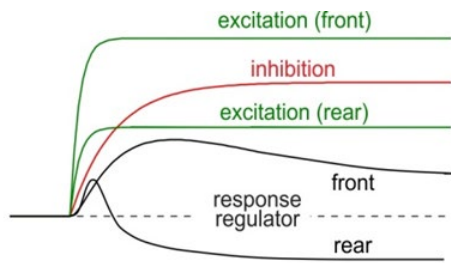 excitation (front)
inhibition
excitation (rear)
front
response
regulator
rear